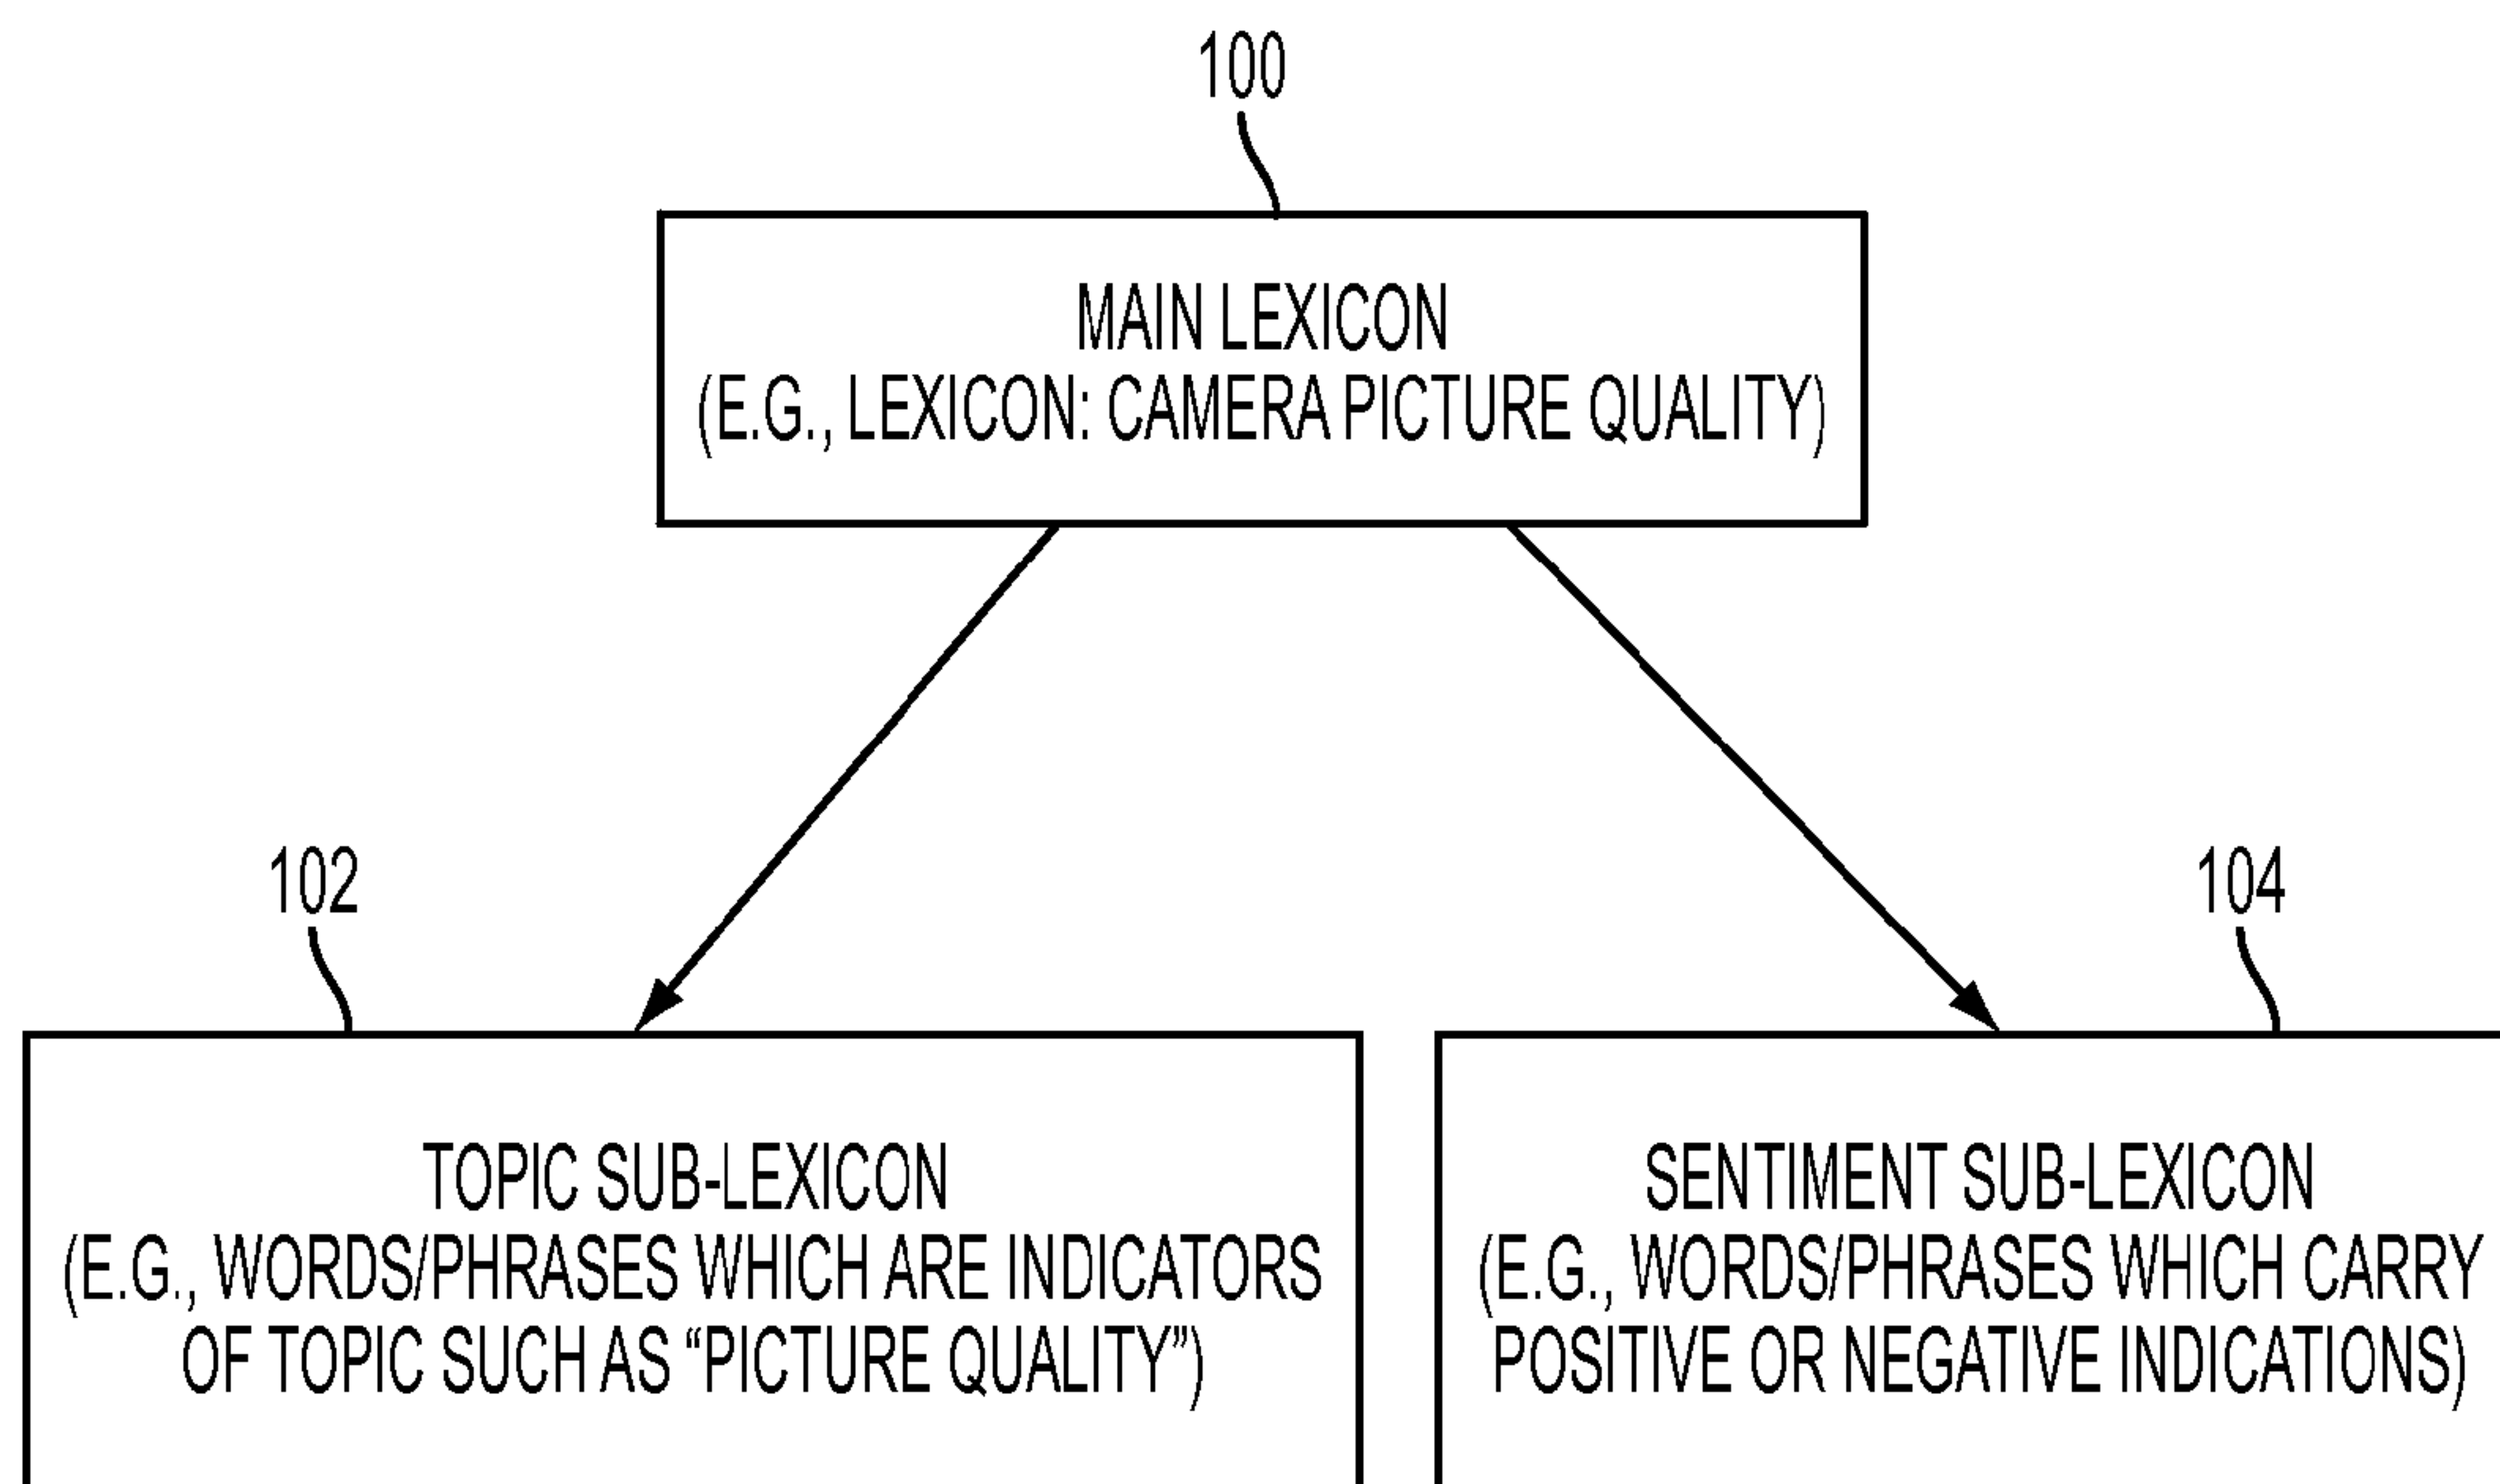 100
MAIN LEXICON
(E.G., LEXICON: CAMERA PICTURE QUALITY)
102
104
TOPIC SUB-LEXICON
(E.G., WORDS/PHRASES WHICH ARE INDICATORS
OF TOPIC SUCH AS “PICTURE QUALITY”)
SENTIMENT SUB-LEXICON
(E.G., WORDS/PHRASES WHICH CARRY
POSITIVE OR NEGATIVE INDICATIONS)